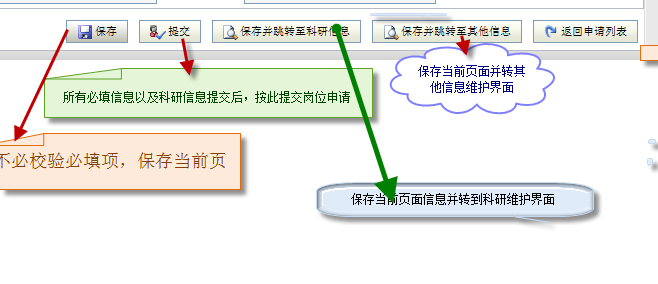 保存
提交
保存并跳转至科研信息
保存并跳转至其他信息
返回申请列表
保存当前页面并转其
他信息维护界面
所有必填信息以及科研信息提交后，按此提交岗位申请
不必校验必填项，保存当前页
保存当前页面信息并转到科研维护界面